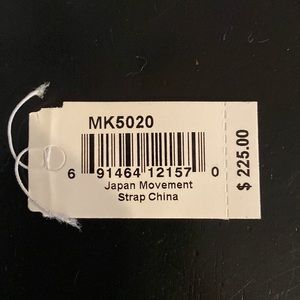 MK5020
6 91464 12157 0
Japan Movement
Strap China
$ 225.00